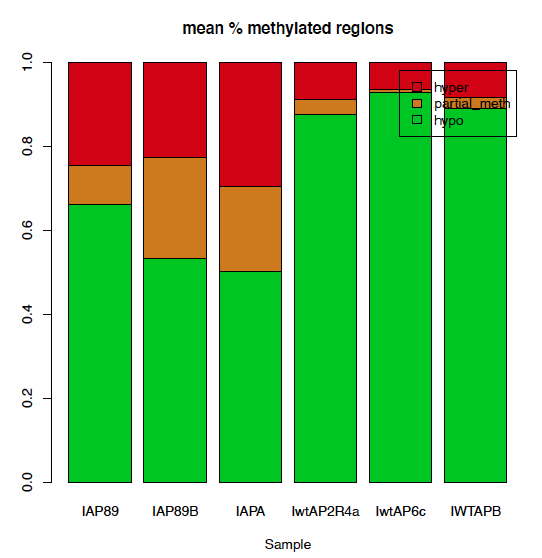 mean % methylated regions
1.0
0.8
0.6
0.4
0.2
0.0
hyper
partial_meth
hypo
IAP89 IAP89B IAPA IwtAP2R4a IwtAP6c IWTAPB
Sample